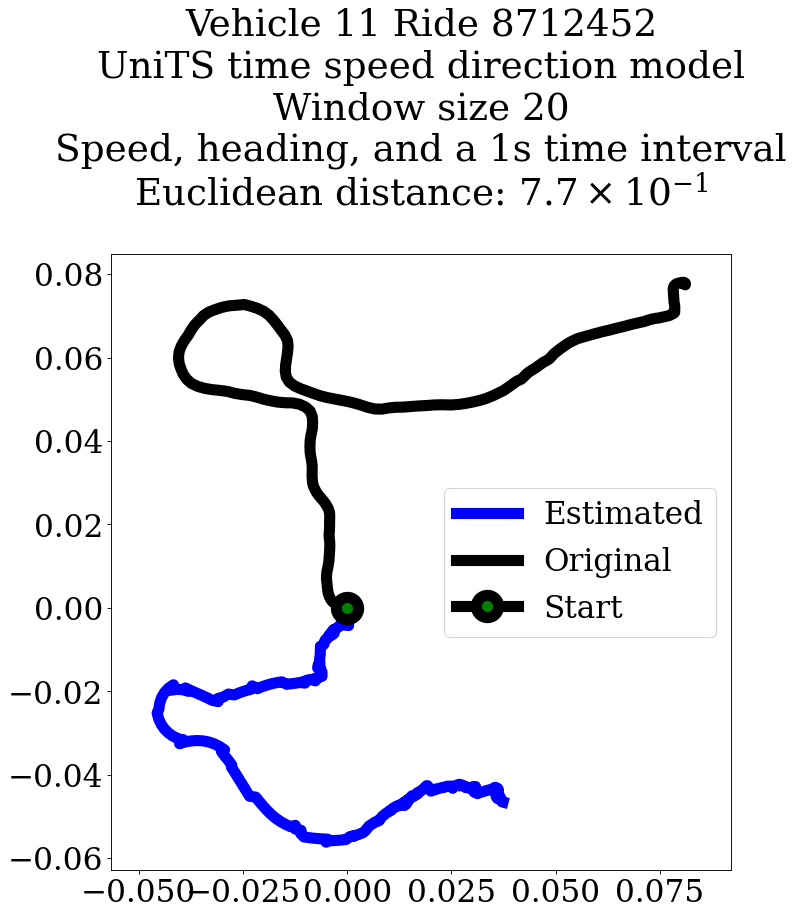 Vehicle 11 Ride 8712452
UniTS time speed direction model
Window size 20
Speed, heading, and a 1s time interval
Euclidean distance: 7.7 × 10⁻¹
0.08
0.06
0.04
0.02
0.00
−0.02
−0.04
−0.06
Estimated
Original
Start
−0.050 −0.025 0.000 0.025 0.050 0.075